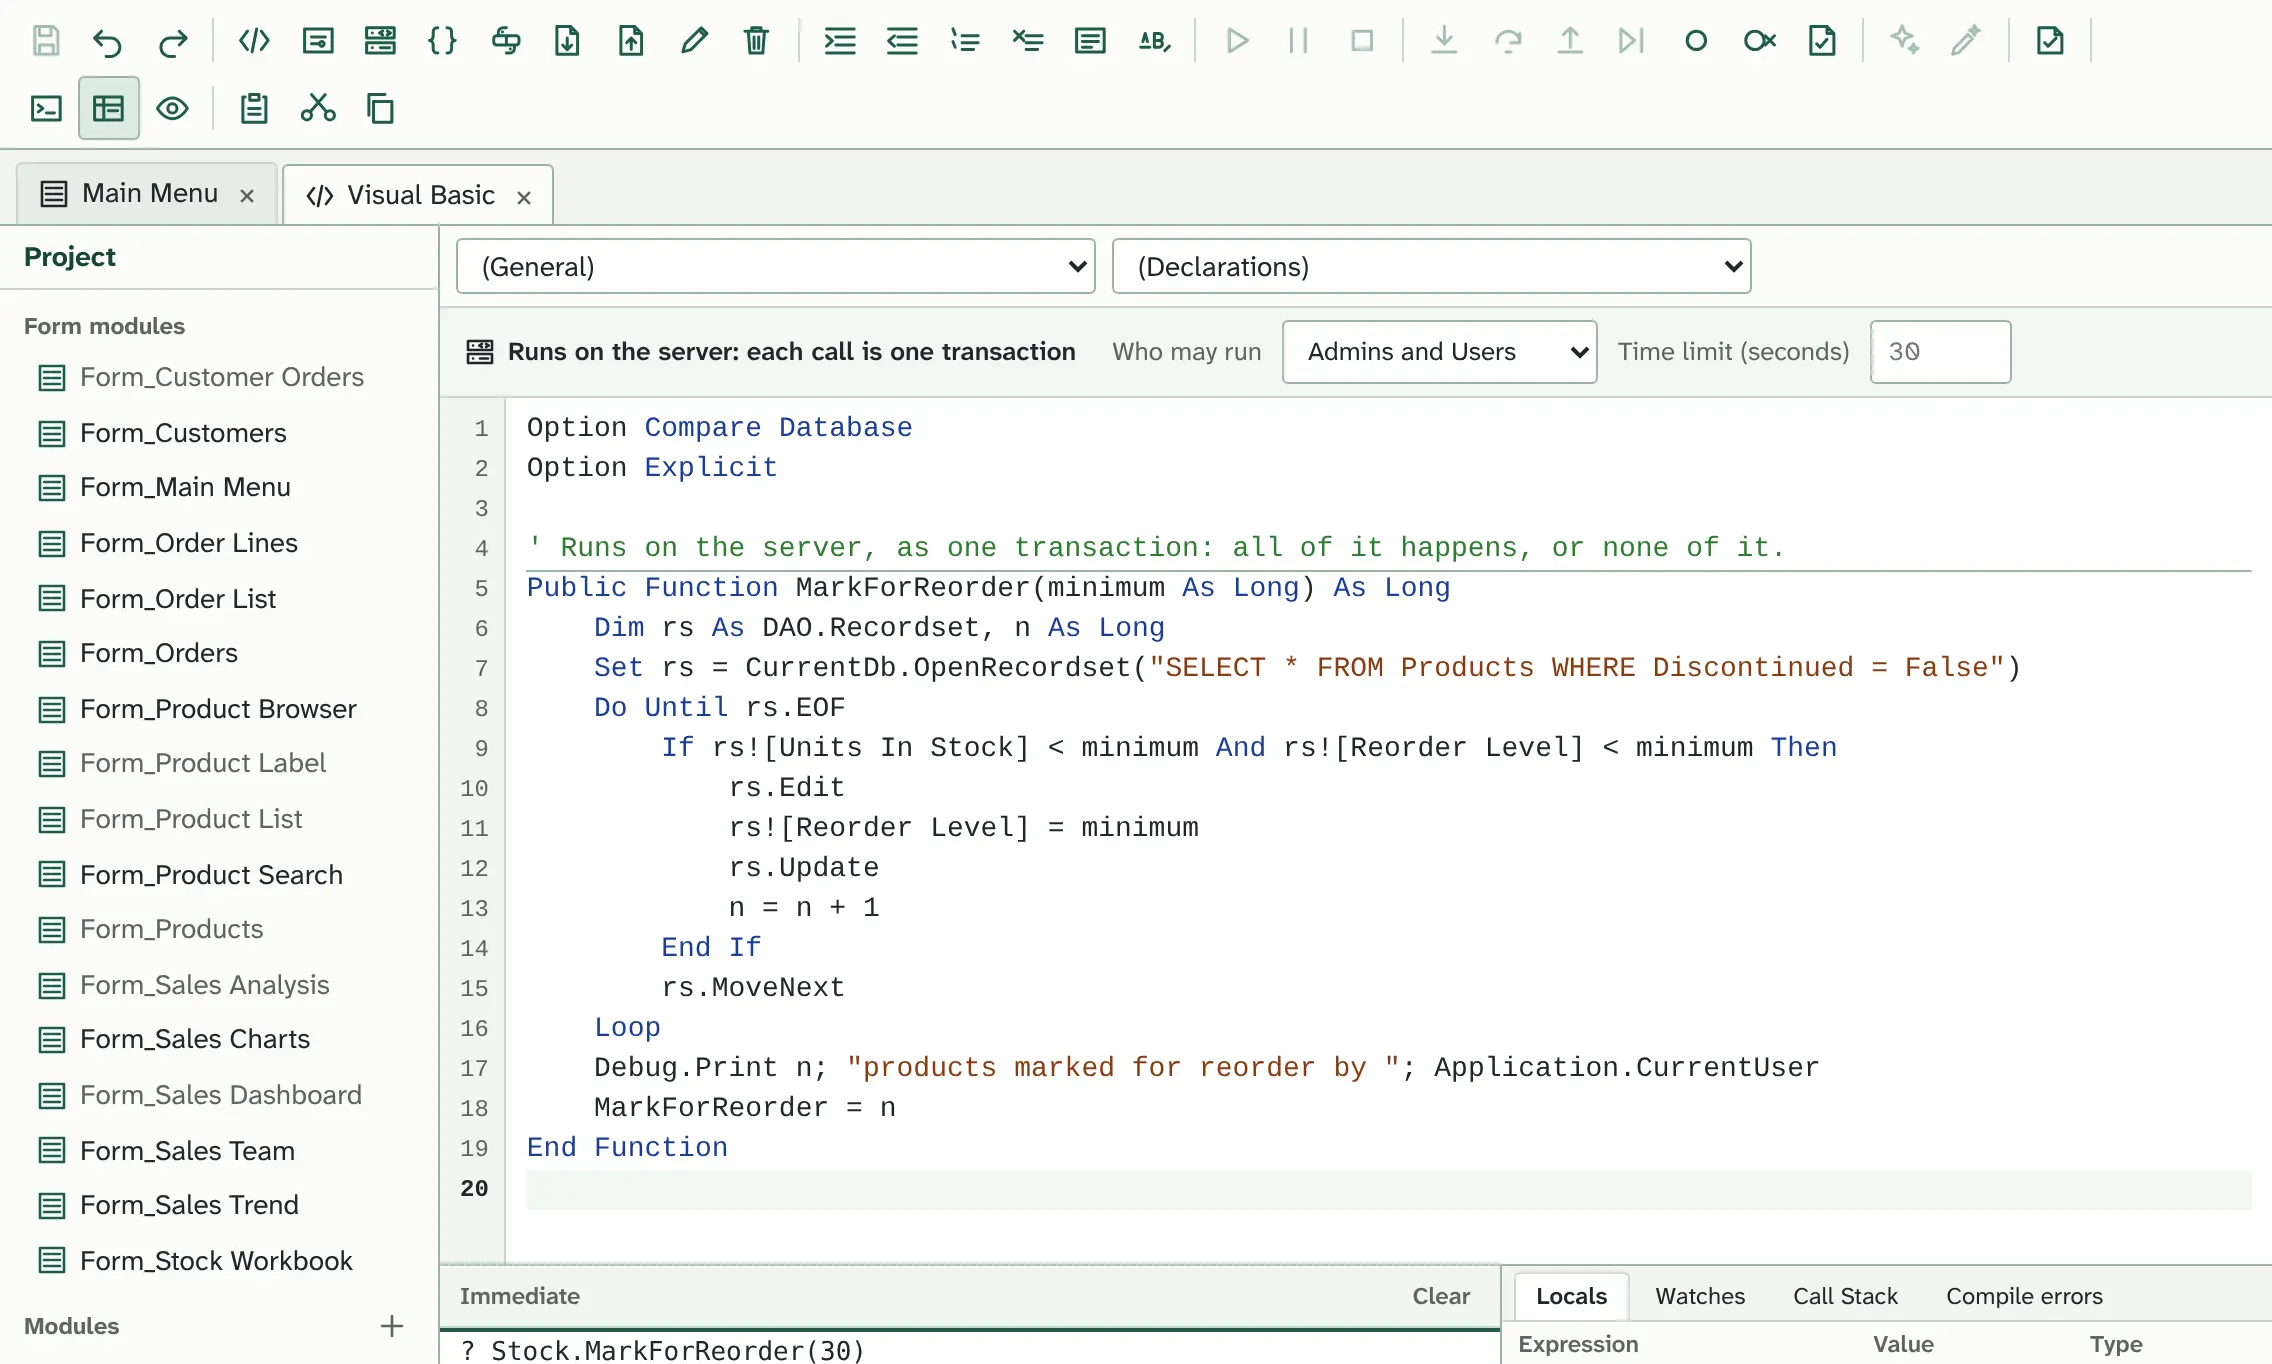 Main Menu ×
</> Visual Basic ×
Project
Form modules
Form_Customer Orders
Form_Customers
Form_Main Menu
Form_Order Lines
Form_Order List
Form_Orders
Form_Product Browser
Form_Product Label
Form_Product List
Form_Product Search
Form_Products
Form_Sales Analysis
Form_Sales Charts
Form_Sales Dashboard
Form_Sales Team
Form_Sales Trend
Form_Stock Workbook
Modules +
(General) (Declarations)
Runs on the server: each call is one transaction Who may run Admins and Users Time limit (seconds) 30
1 Option Compare Database
2 Option Explicit
3
4 ' Runs on the server, as one transaction: all of it happens, or none of it.
5 Public Function MarkForReorder(minimum As Long) As Long
6     Dim rs As DAO.Recordset, n As Long
7     Set rs = CurrentDb.OpenRecordset("SELECT * FROM Products WHERE Discontinued = False")
8     Do Until rs.EOF
9         If rs![Units In Stock] < minimum And rs![Reorder Level] < minimum Then
10             rs.Edit
11             rs![Reorder Level] = minimum
12             rs.Update
13             n = n + 1
14         End If
15         rs.MoveNext
16     Loop
17     Debug.Print n; "products marked for reorder by "; Application.CurrentUser
18     MarkForReorder = n
19 End Function
20
Immediate Clear
? Stock.MarkForReorder(30)
Locals Watches Call Stack Compile errors
Expression Value Type